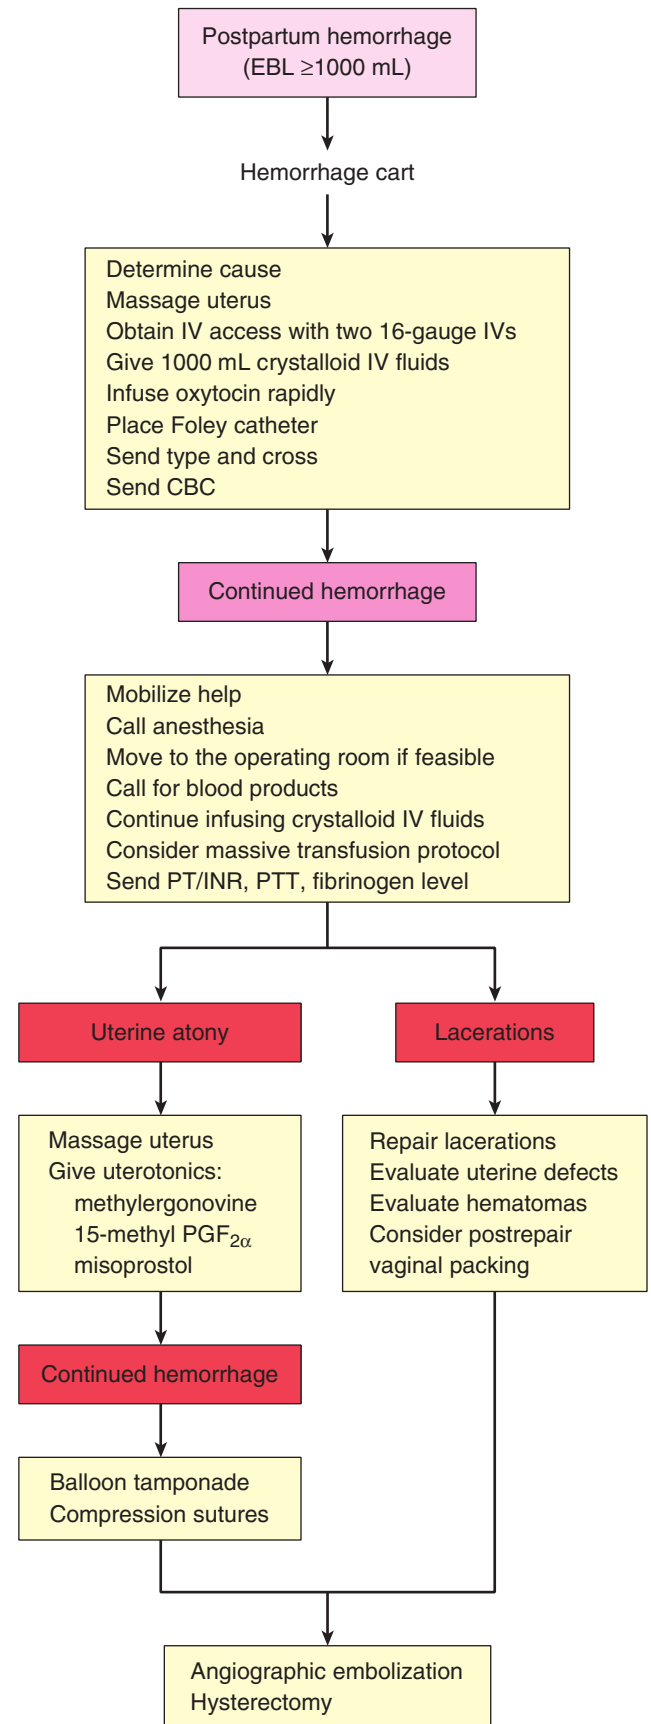 Postpartum hemorrhage
(EBL ≥1000 mL)
Hemorrhage cart
Determine cause
Massage uterus
Obtain IV access with two 16-gauge IVs
Give 1000 mL crystalloid IV fluids
Infuse oxytocin rapidly
Place Foley catheter
Send type and cross
Send CBC
Continued hemorrhage
Mobilize help
Call anesthesia
Move to the operating room if feasible
Call for blood products
Continue infusing crystalloid IV fluids
Consider massive transfusion protocol
Send PT/INR, PTT, fibrinogen level
Uterine atony
Massage uterus
Give uterotonics:
methylergonovine
15-methyl PGF2α
misoprostol
Continued hemorrhage
Balloon tamponade
Compression sutures
Lacerations
Repair lacerations
Evaluate uterine defects
Evaluate hematomas
Consider postrepair
vaginal packing
Angiographic embolization
Hysterectomy